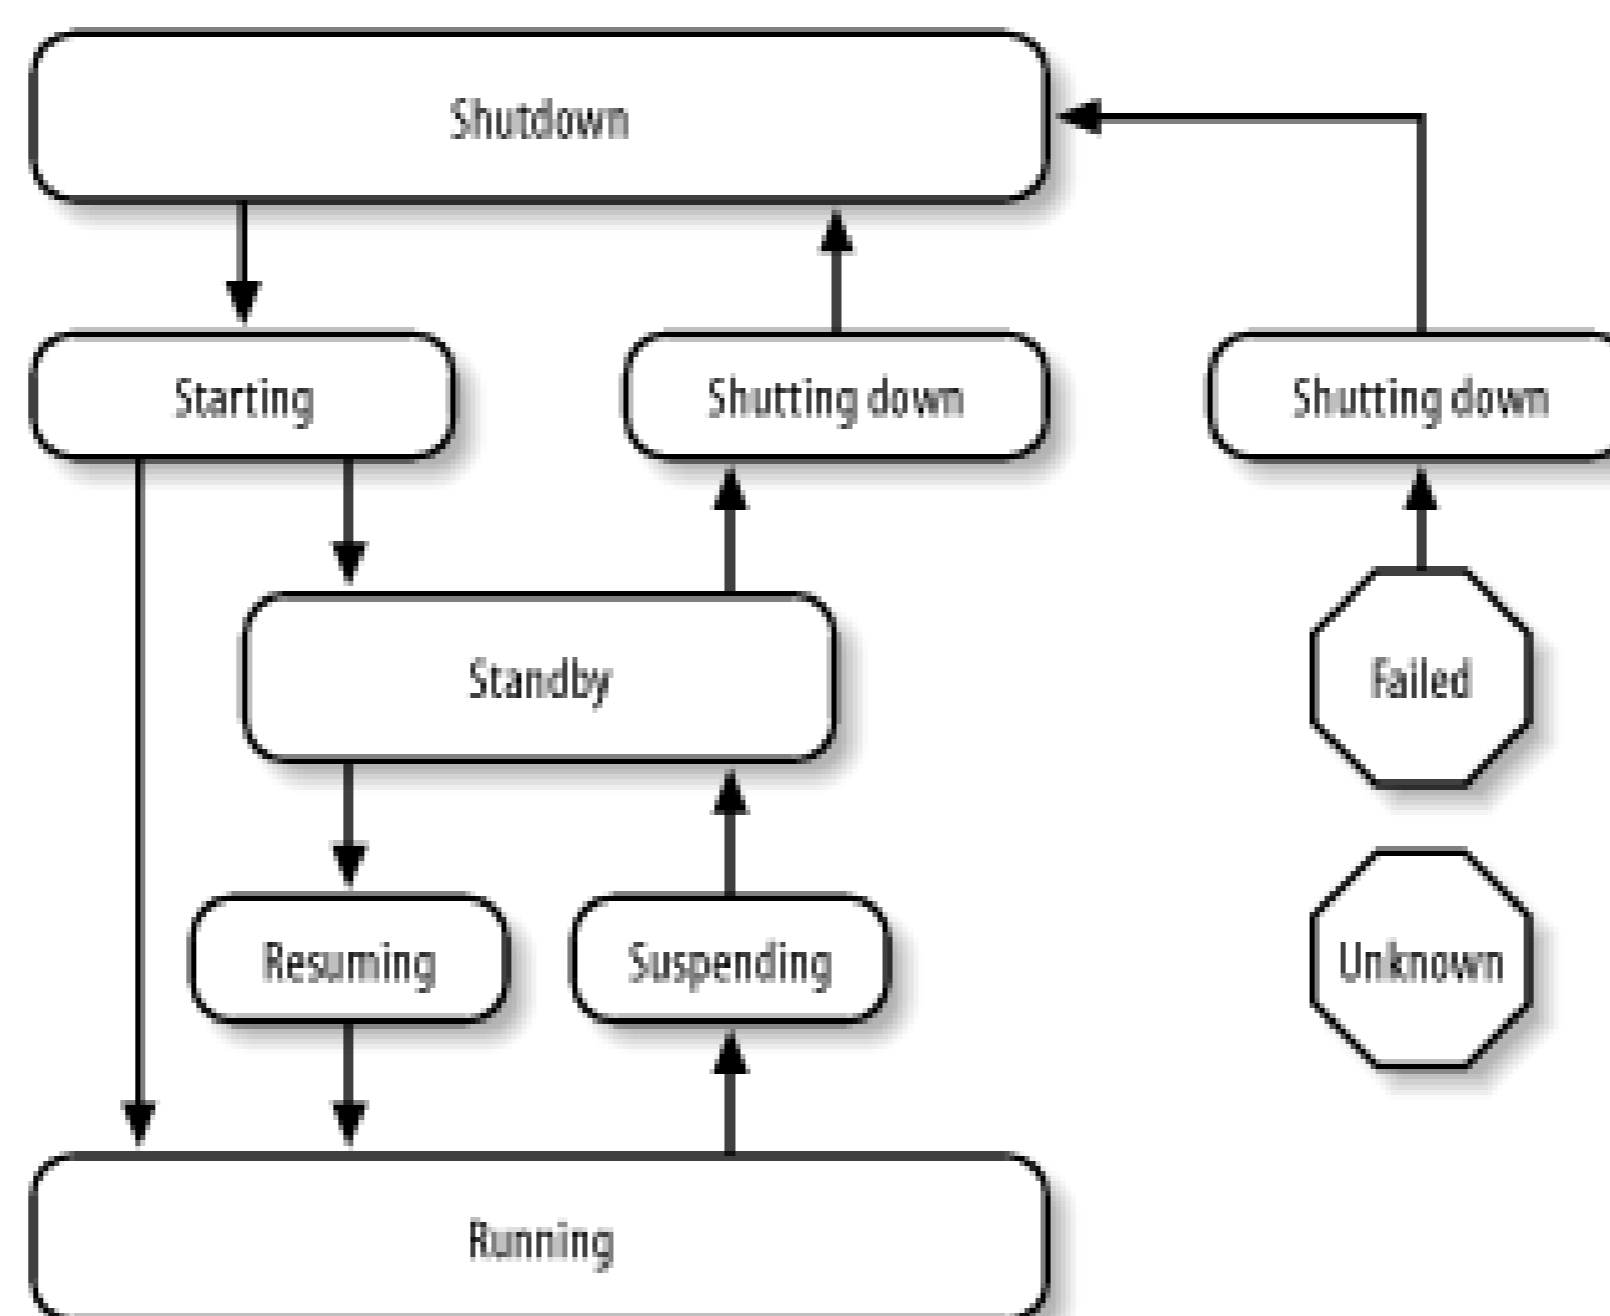 Shutdown
Starting
Shutting down
Shutting down
Standby
Failed
Resuming
Suspending
Unknown
Running